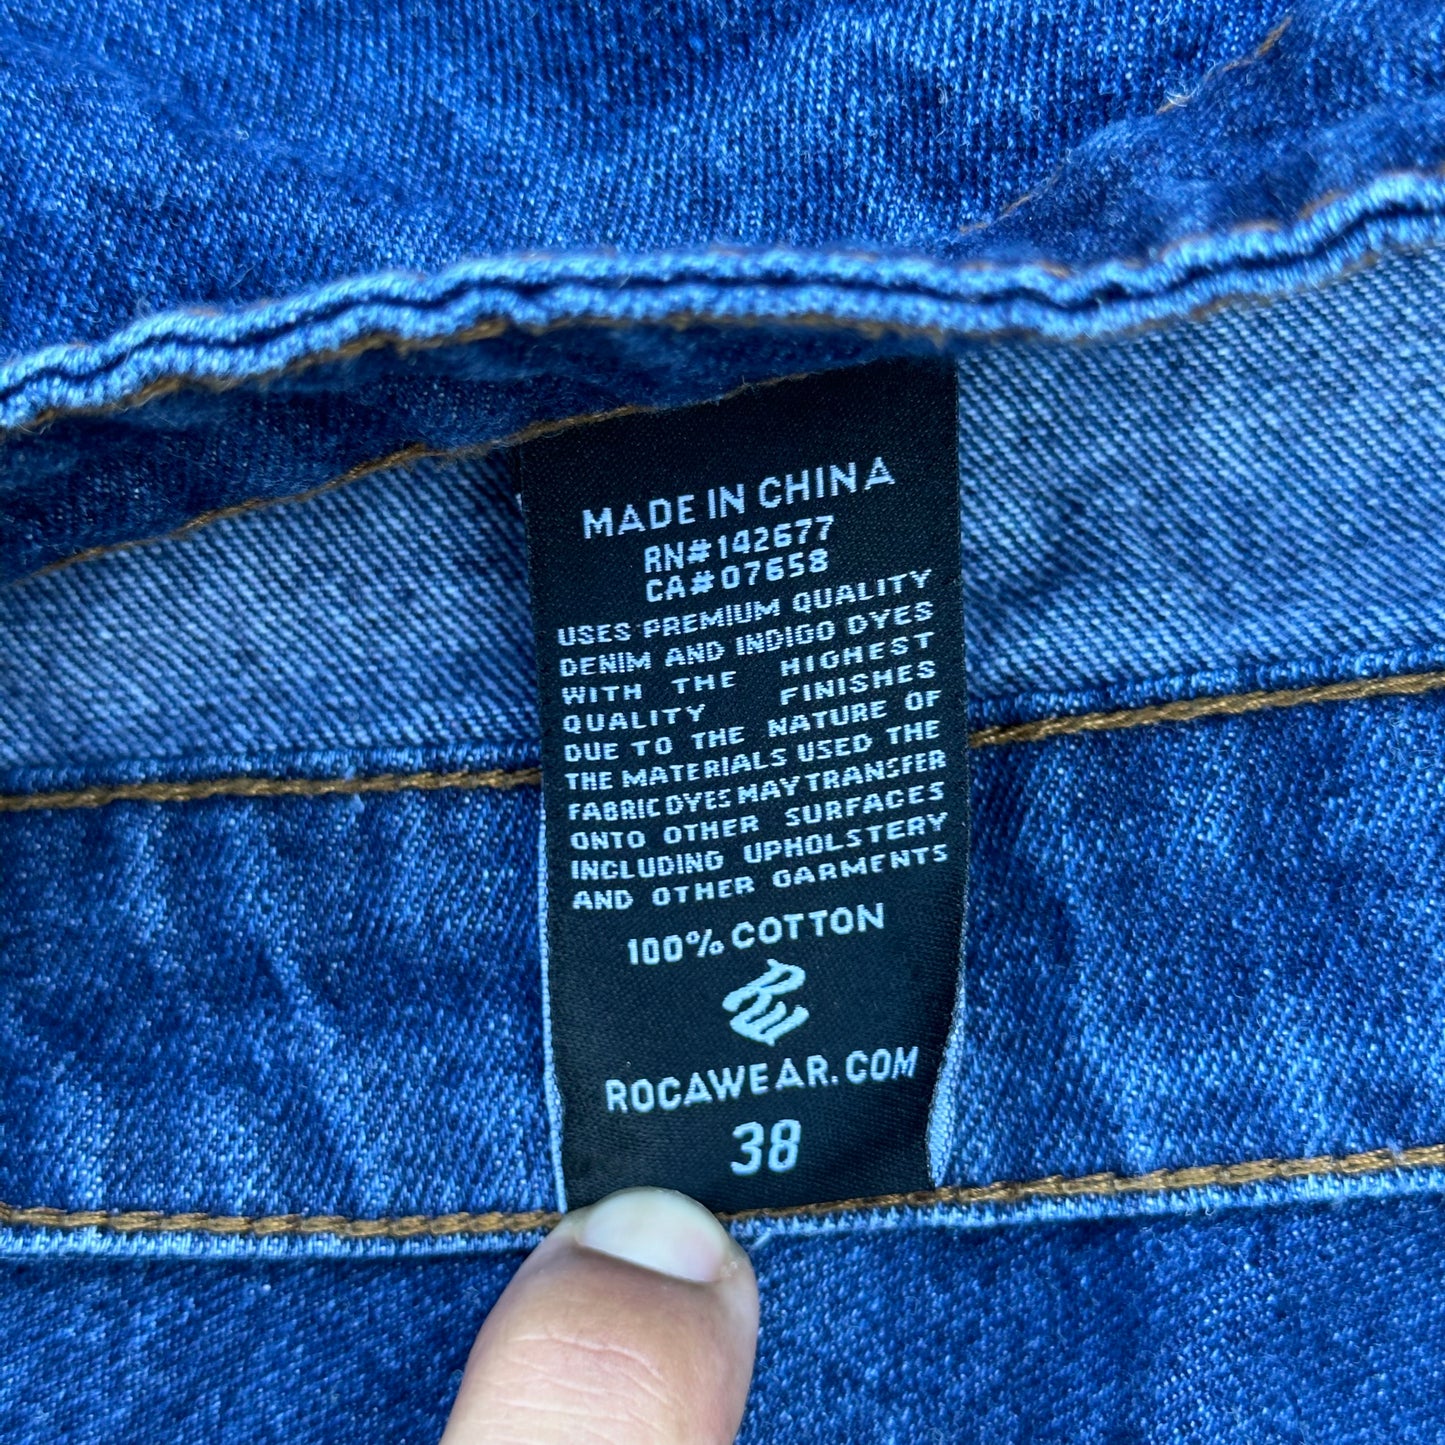 MADE IN CHINA
RN#142677
CA#07658
USES PREMIUM QUALITY
DENIM AND INDIGO DYES
WITH THE HIGHEST
QUALITY FINISHES
DUE TO THE NATURE OF
THE MATERIALS USED THE
FABRIC DYES MAY TRANSFER
ONTO OTHER SURFACES
INCLUDING UPHOLSTERY
AND OTHER GARMENTS
100% COTTON
RW
ROCAWEAR.COM
38